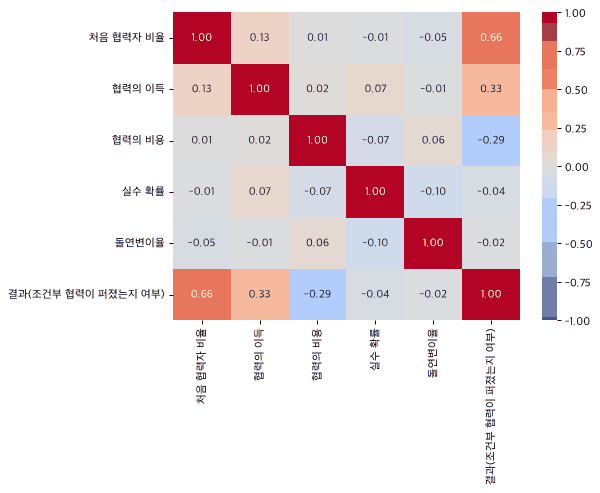 처음 협력자 비율 1.00 0.13 0.01 -0.01 -0.05 0.66
협력의 이득 0.13 1.00 0.02 0.07 -0.01 0.33
협력의 비용 0.01 0.02 1.00 -0.07 0.06 -0.29
실수 확률 -0.01 0.07 -0.07 1.00 -0.10 -0.04
돌연변이율 -0.05 -0.01 0.06 -0.10 1.00 -0.02
결과(조건부 협력이 퍼졌는지 여부) 0.66 0.33 -0.29 -0.04 -0.02 1.00
처음 협력자 비율
협력의 이득
협력의 비용
실수 확률
돌연변이율
결과(조건부 협력이 퍼졌는지 여부)
1.00
0.75
0.50
0.25
0.00
-0.25
-0.50
-0.75
-1.00